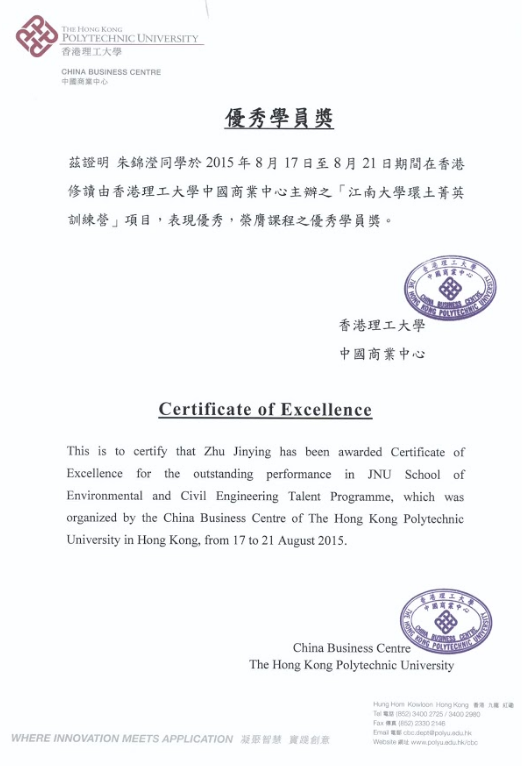 THE HONG KONG
POLYTECHNIC UNIVERSITY
香港理工大學
CHINA BUSINESS CENTRE
中國商業中心
優秀學員獎
茲證明 朱錦瀅同學於 2015 年 8 月 17 日至 8 月 21 日期間在香港
修讀由香港理工大學中國商業中心主辦之「江南大學環土菁英
訓練營」項目，表現優秀，榮膺課程之優秀學員獎。
香港理工大學
中國商業中心
CHINA BUSINESS CENTRE
THE HONG KONG POLYTECHNIC UNIVERSITY
香港理工大學
中國商業中心
Certificate of Excellence
This is to certify that Zhu Jinying has been awarded Certificate of
Excellence for the outstanding performance in JNU School of
Environmental and Civil Engineering Talent Programme, which was
organized by the China Business Centre of The Hong Kong Polytechnic
University in Hong Kong, from 17 to 21 August 2015.
香港理工大學
中國商業中心
CHINA BUSINESS CENTRE
THE HONG KONG POLYTECHNIC UNIVERSITY
China Business Centre
The Hong Kong Polytechnic University
Hung Hom Kowloon Hong Kong 香港 九龍 紅磡
Tel 電話 (852) 3400 2725 / 3400 2980
Fax 傳真 (852) 2330 2146
Email 電郵 cbc.dept@polyu.edu.hk
Website 網址 www.polyu.edu.hk/cbc
WHERE INNOVATION MEETS APPLICATION 凝聚智慧 實踐創意